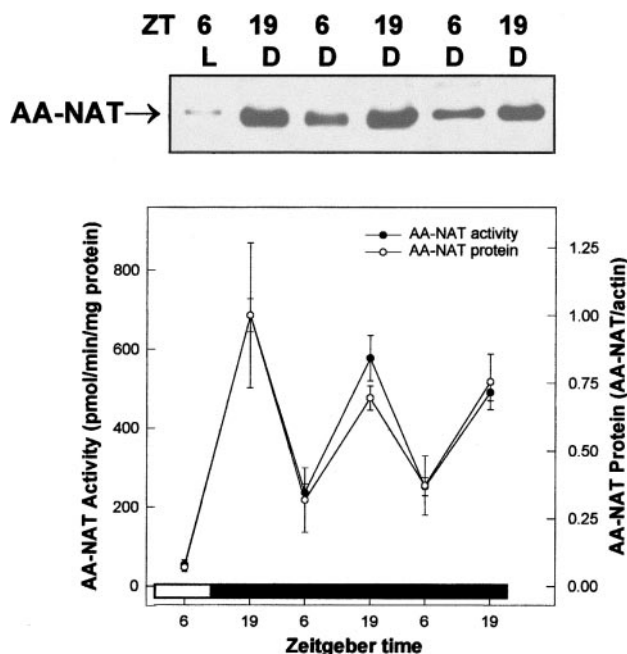 ZT 6 19 6 19 6 19
L D D D D D
AA-NAT→
AA-NAT Activity (pmol/min/mg protein)
800
600
400
200
0
AA-NAT activity
AA-NAT protein
1.25
1.00
0.75
0.50
0.25
0.00
AA-NAT Protein (AA-NAT/actin)
6 19 6 19 6 19
Zeitgeber time